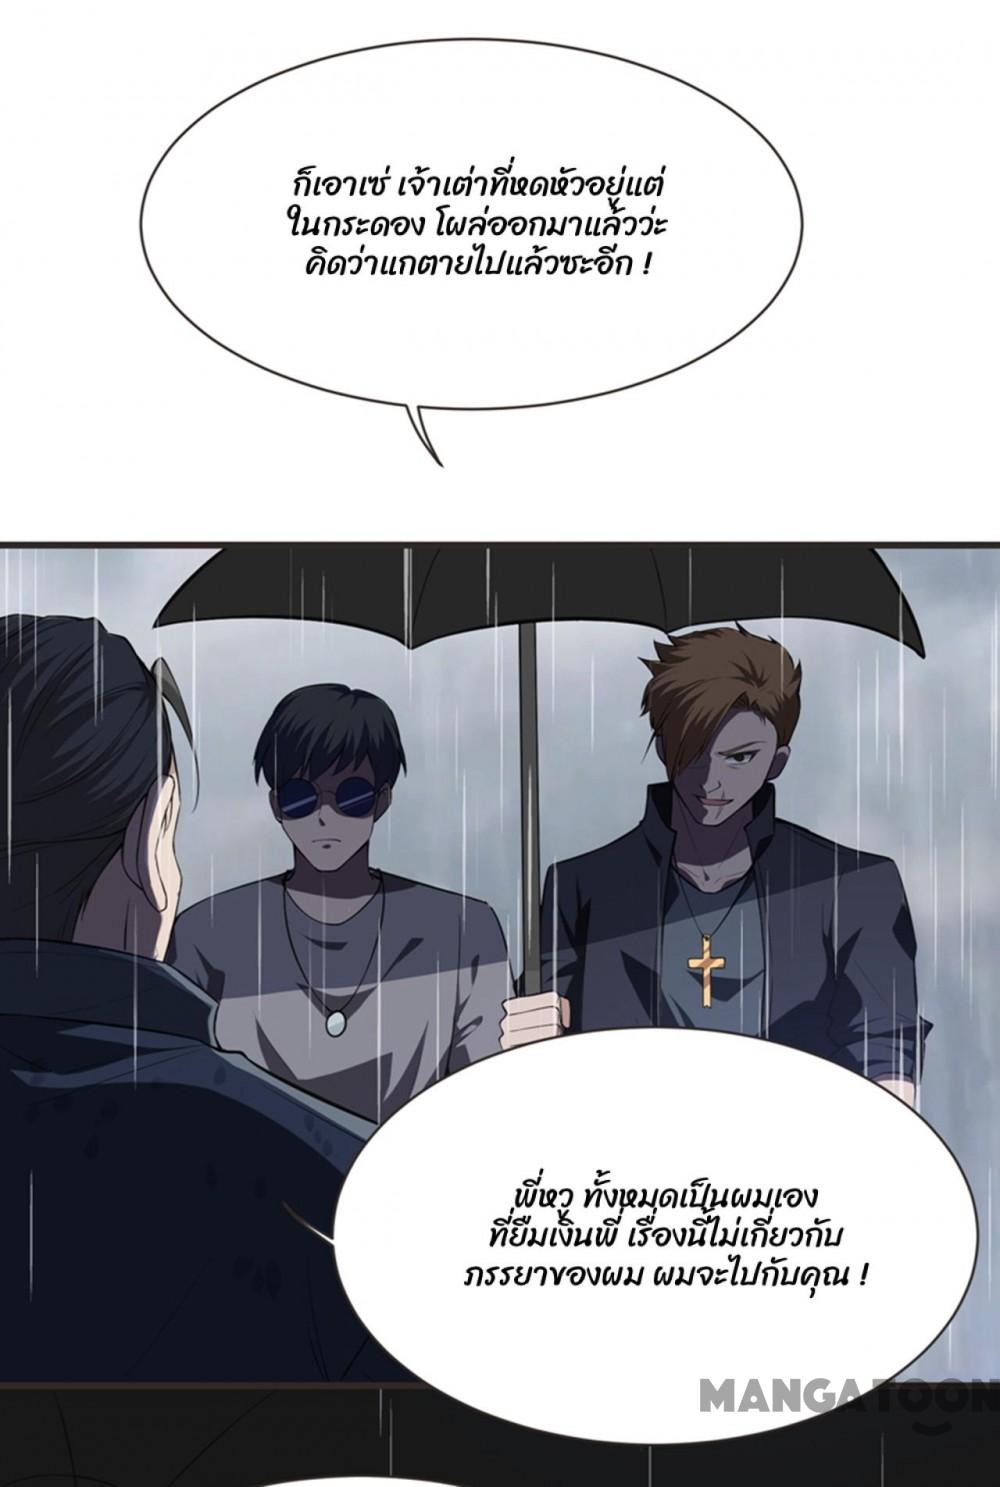 ก็เอาเซ่ เจ้าเต่าที่หดหัวอยู่แต่
ในกระดอง โผล่ออกมาแล้วว่ะ
คิดว่าแกตายไปแล้วซะอีก !
พี่หวู ทั้งหมดเป็นผมเอง
ที่ยืมเงินพี่ เรื่องนี้ไม่เกี่ยวกับ
ภรรยาของผม ผมจะไปกับคุณ !
MANGATOON